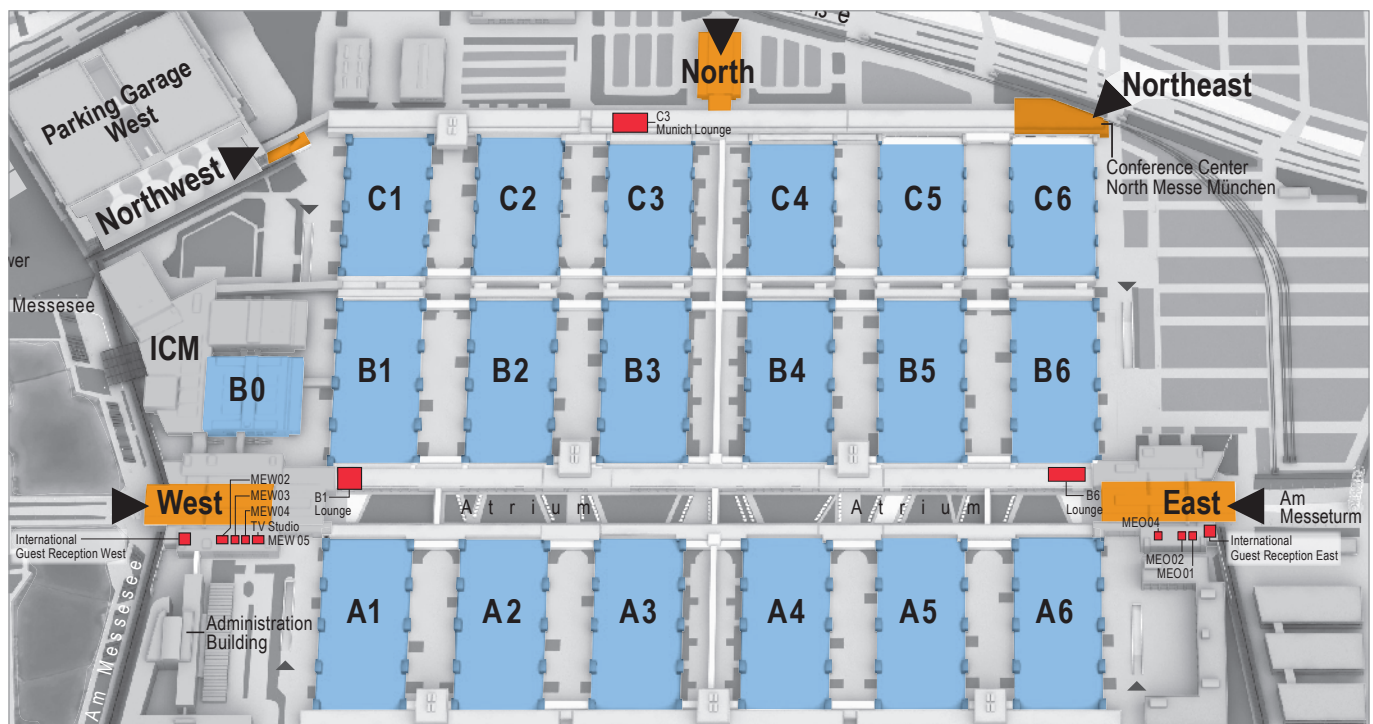 s e
North
Northeast
Parking Garage
West
C3
Munich Lounge
Northwest
Conference Center
North Messe München
C1
C2
C3
C4
C5
C6
wer
Messesee
ICM
B0
B1
B2
B3
B4
B5
B6
West
MEW02
MEW03
MEW04
TV Studio
MEW 05
B1
Lounge
Atrium
Atrium
B6
Lounge
East
Am
Messeturm
International
Guest Reception West
MEO04
MEO02
MEO01
International
Guest Reception East
Am Messesee
Administration
Building
A1
A2
A3
A4
A5
A6